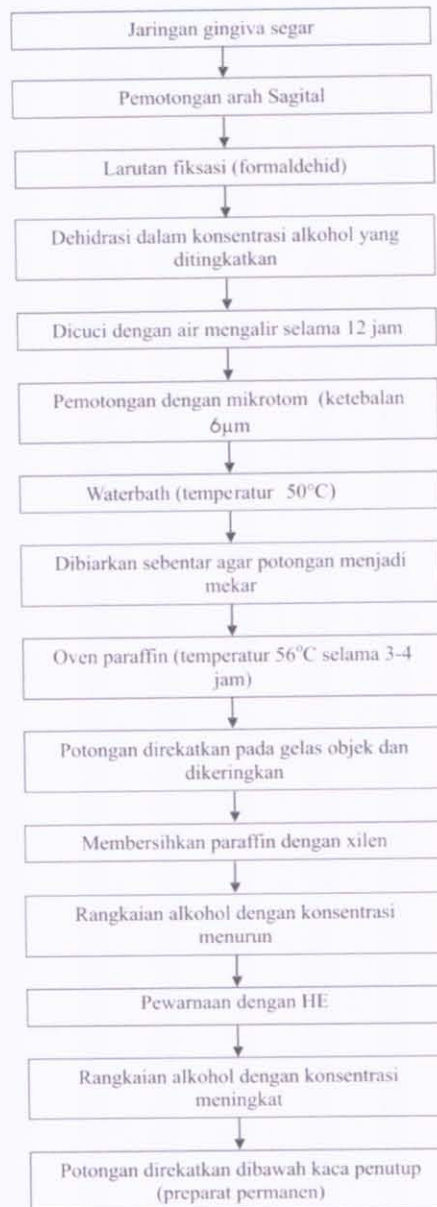 Jaringan gingiva segar
Pemotongan arah Sagital
Larutan fiksasi (formaldehid)
Dehidrasi dalam konsentrasi alkohol yang
ditingkatkan
Dicuci dengan air mengalir selama 12 jam
Pemotongan dengan mikrotom (ketebalan
6µm
Waterbath (temperatur 50°C)
Dibiarkan sebentar agar potongan menjadi
mekar
Oven paraffin (temperatur 56°C selama 3-4
jam)
Potongan direkatkan pada gelas objek dan
dikeringkan
Membersihkan paraffin dengan xilen
Rangkaian alkohol dengan konsentrasi
menurun
Pewarnaan dengan HE
Rangkaian alkohol dengan konsentrasi
meningkat
Potongan direkatkan dibawah kaca penutup
(preparat permanen)